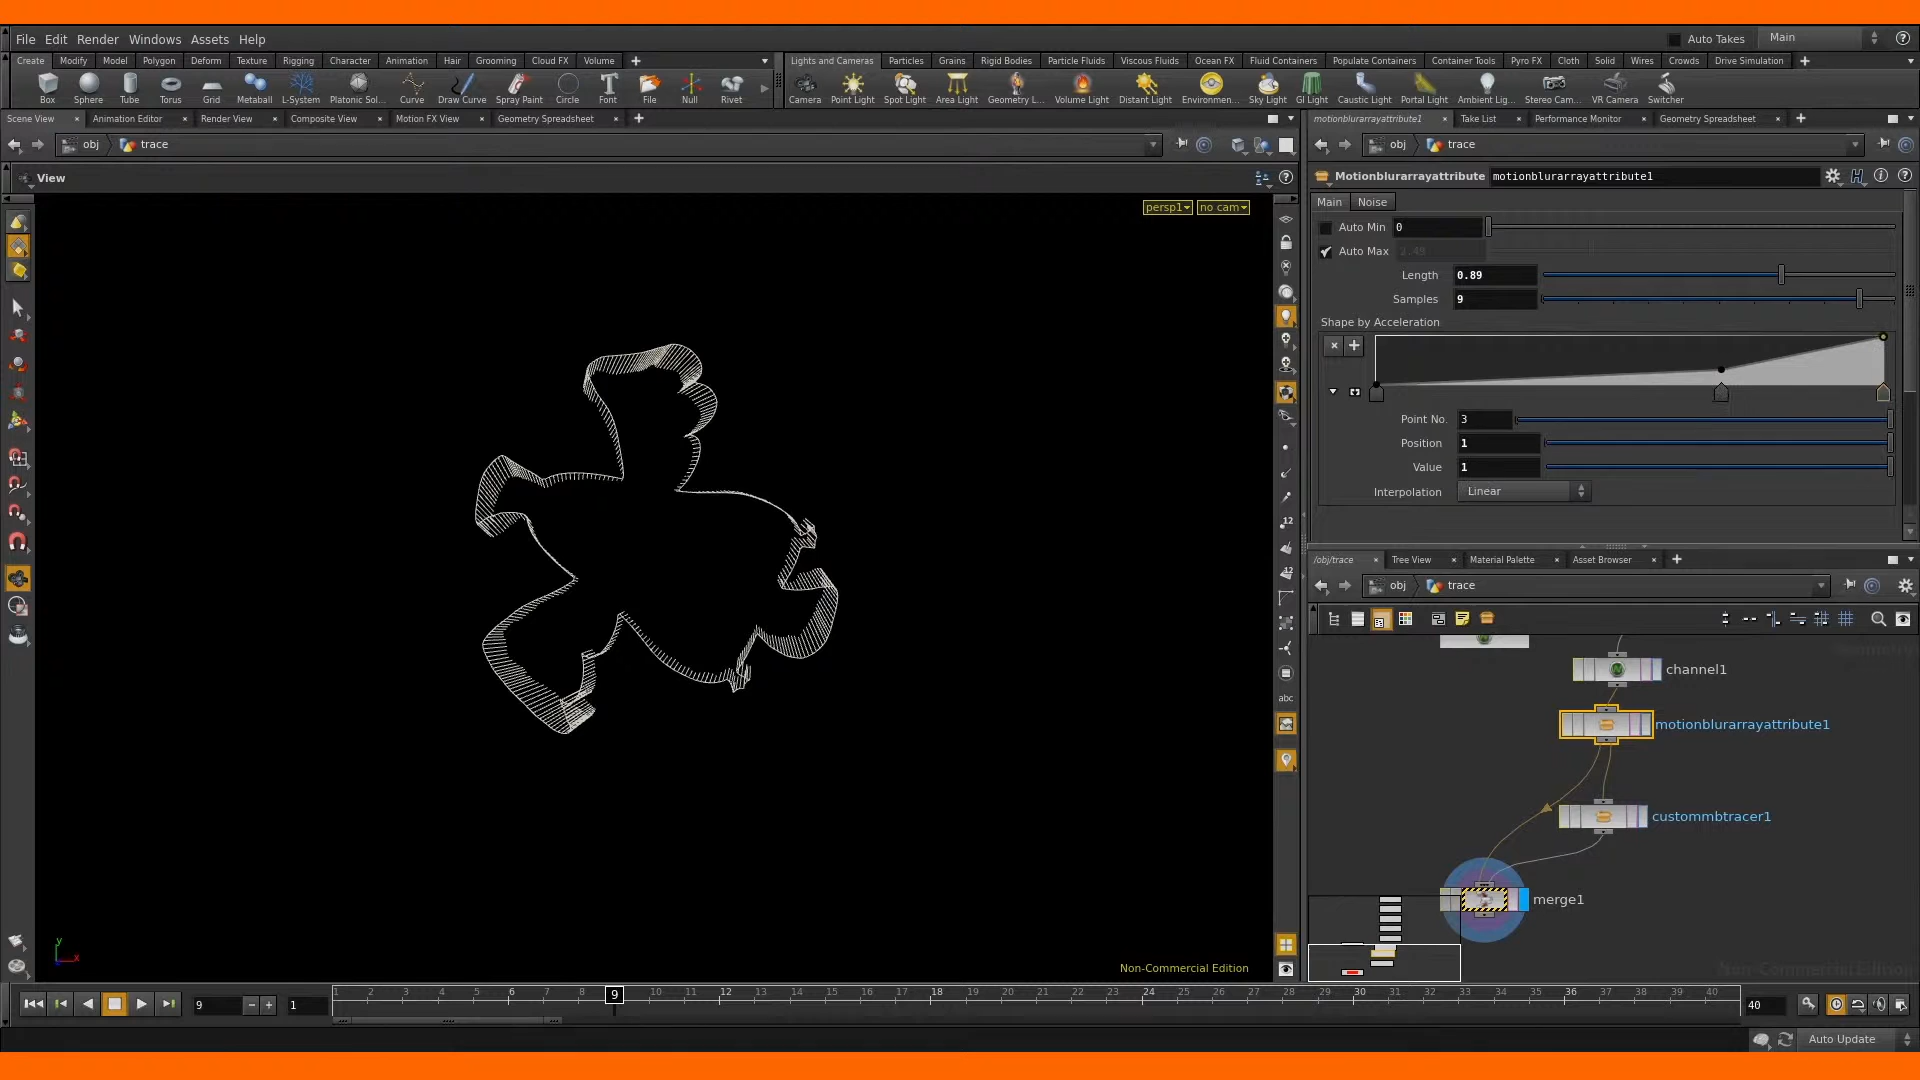 File Edit Render Windows Assets Help
Auto Takes Main
Create Modify Model Polygon Deform Texture Rigging Character Animation Hair Grooming Cloud FX Volume
Lights and Cameras Particles Grains Rigid Bodies Particle Fluids Viscous Fluids Ocean FX Fluid Containers Populate Containers Container Tools Pyro FX Cloth Solid Wires Crowds Drive Simulation
Box Sphere Tube Torus Grid Metaball L-System Platonic Sol... Curve Draw Curve Spray Paint Circle Font File Null Rivet
Camera Point Light Spot Light Area Light Geometry L... Volume Light Distant Light Environmen... Sky Light GI Light Caustic Light Portal Light Ambient Lig... Stereo Cam... VR Camera Switcher
Scene View Animation Editor Render View Composite View Motion FX View Geometry Spreadsheet
motionblurarrayattribute1 Take List Performance Monitor Geometry Spreadsheet
obj trace
obj trace
View
Motionblurarrayattribute motionblurarrayattribute1
Main Noise
persp1 no cam
Auto Min 0
Auto Max
Length 0.89
Samples 9
Shape by Acceleration
Point No. 3
Position 1
Value 1
Interpolation Linear
12
12
abc
/obj/trace Tree View Material Palette Asset Browser
obj trace
channel1
motionblurarrayattribute1
custommbtracer1
merge1
y
x
Non-Commercial Edition
Non-Commercial Edition
9 1
1 2 3 4 5 6 7 8 9 10 11 12 13 14 15 16 17 18 19 20 21 22 23 24 25 26 27 28 29 30 31 32 33 34 35 36 37 38 39 40
40
Auto Update